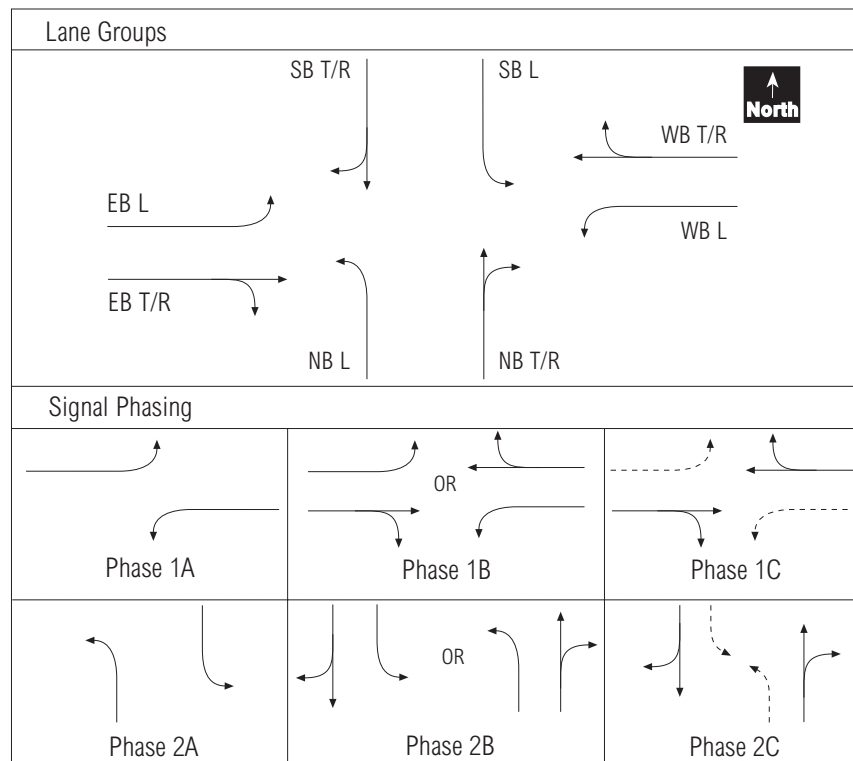 Lane Groups
SB T/R
SB L
North
WB T/R
EB L
WB L
EB T/R
NB L
NB T/R
Signal Phasing
OR
Phase 1A
Phase 1B
Phase 1C
OR
Phase 2A
Phase 2B
Phase 2C